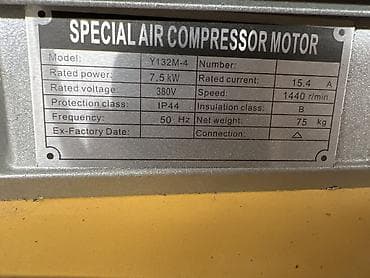 SPECIAL AIR COMPRESSOR MOTOR
Model: Y132M-4 Number:
Rated power: 7.5 kW Rated current: 15.4 A
Rated voltage: 380V Speed: 1440 r/min
Protection class: IP44 Insulation class: B
Frequency: 50 Hz Net weight: 75 kg
Ex-Factory Date: Connection: △